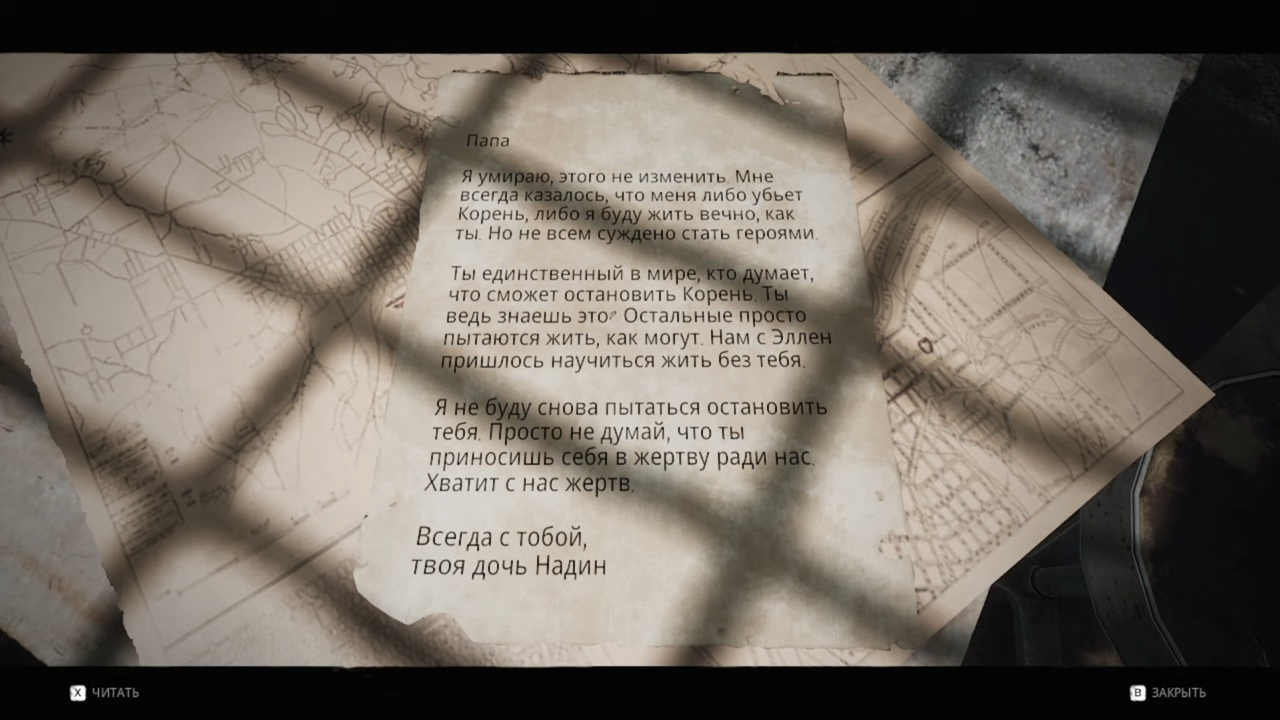 Папа
Я умираю, этого не изменить. Мне
всегда казалось, что меня либо убьет
Корень, либо я буду жить вечно, как
ты. Но не всем суждено стать героями.
Ты единственный в мире, кто думает,
что сможет остановить Корень. Ты
ведь знаешь это? Остальные просто
пытаются жить, как могут. Нам с Эллен
пришлось научиться жить без тебя.
Я не буду снова пытаться остановить
тебя. Просто не думай, что ты
приносишь себя в жертву ради нас.
Хватит с нас жертв.
Всегда с тобой,
твоя дочь Надин
X ЧИТАТЬ
B ЗАКРЫТЬ